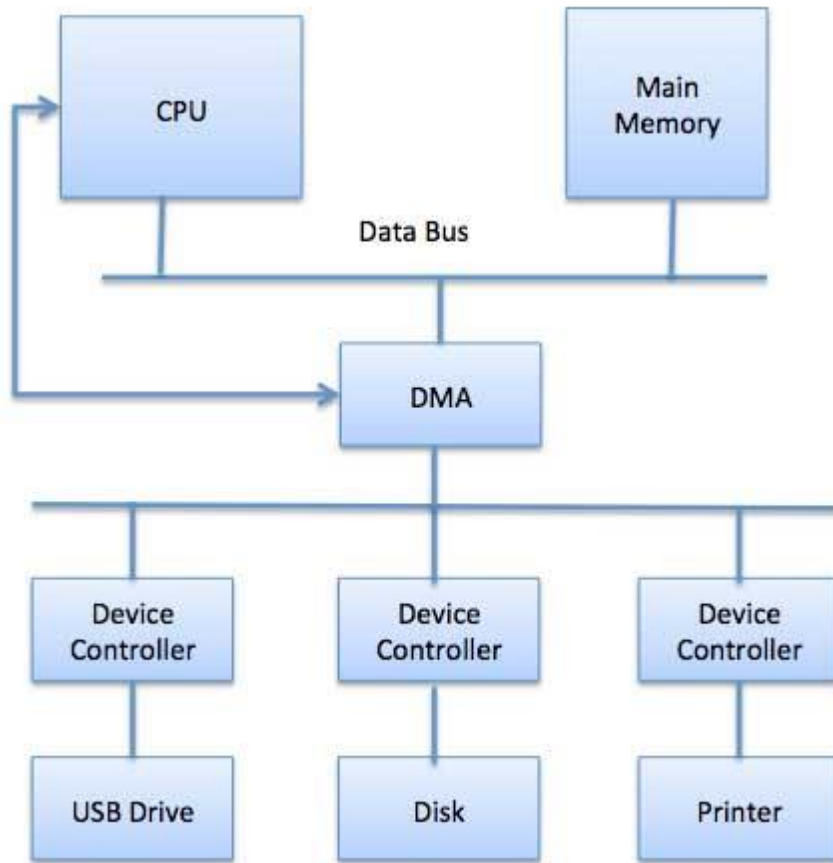 CPU
Main
Memory
Data Bus
DMA
Device
Controller
Device
Controller
Device
Controller
USB Drive
Disk
Printer